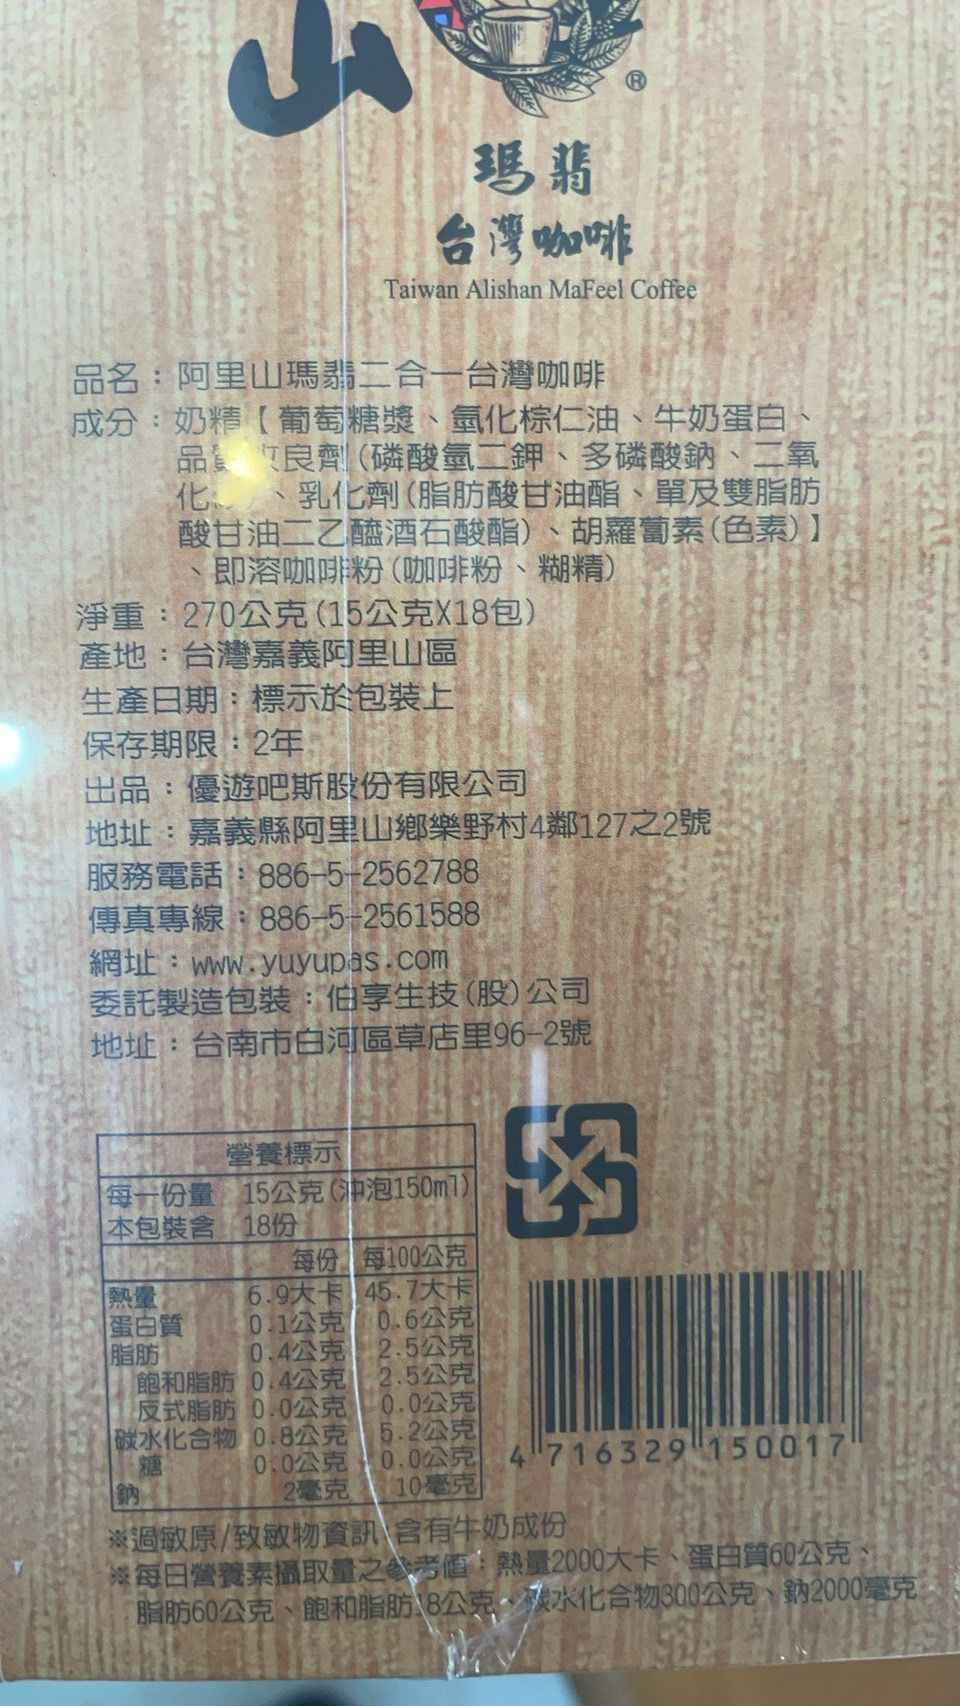 山
®
瑪翡
台灣咖啡
Taiwan Alishan MaFeel Coffee
品名：阿里山瑪翡二合一台灣咖啡
成分：奶精【葡萄糖漿、氫化棕仁油、牛奶蛋白、
品質改良劑(磷酸氫二鉀、多磷酸鈉、二氧
化、乳化劑(脂肪酸甘油酯、單及雙脂肪
酸甘油二乙醯酒石酸酯)、胡蘿蔔素(色素)】
、即溶咖啡粉(咖啡粉、糊精)
淨重：270公克(15公克X18包)
產地：台灣嘉義阿里山區
生產日期：標示於包裝上
保存期限：2年
出品：優遊吧斯股份有限公司
地址：嘉義縣阿里山鄉樂野村4鄰127之2號
服務電話：886-5-2562788
傳真專線：886-5-2561588
網址：www.yuyupas.com
委託製造包裝：伯享生技(股)公司
地址：台南市白河區草店里96-2號
營養標示
每一份量 15公克(沖泡150ml)
本包裝含 18份
每份 每100公克
熱量 6.9大卡 45.7大卡
蛋白質 0.1公克 0.6公克
脂肪 0.4公克 2.5公克
飽和脂肪 0.4公克 2.5公克
反式脂肪 0.0公克 0.0公克
碳水化合物 0.8公克 5.2公克
糖 0.0公克 0.0公克
鈉 2毫克 10毫克
4 716329 150017
※過敏原/致敏物資訊:含有牛奶成份
※每日營養素攝取量之參考值：熱量2000大卡、蛋白質60公克、
脂肪60公克、飽和脂肪18公克、碳水化合物300公克、鈉2000毫克